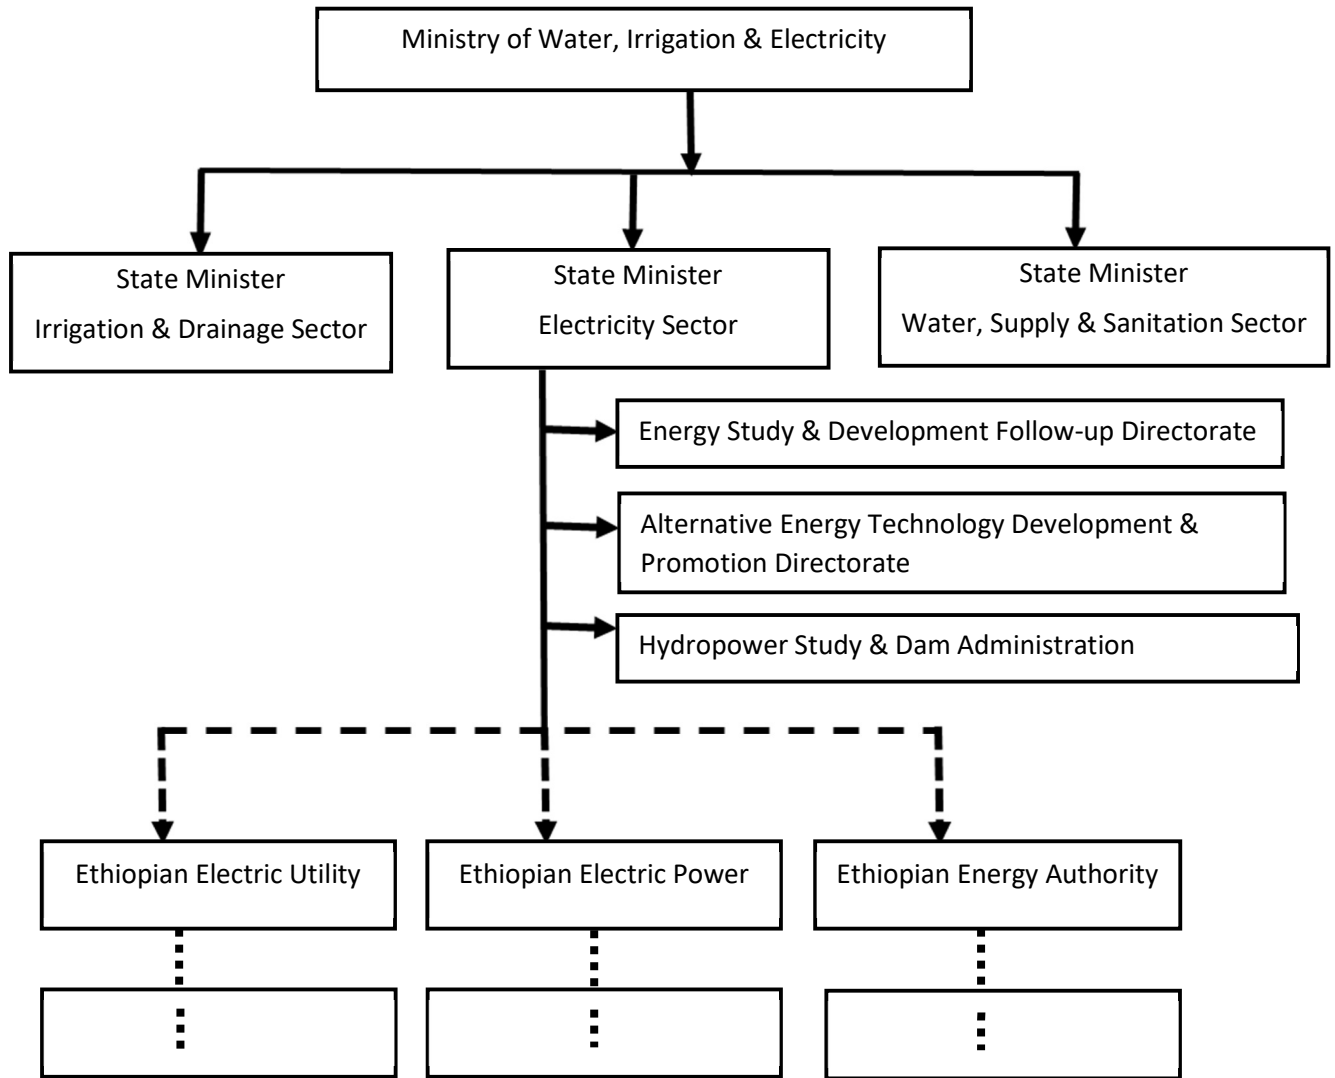 Ministry of Water, Irrigation & Electricity
State Minister
Irrigation & Drainage Sector
State Minister
Electricity Sector
State Minister
Water, Supply & Sanitation Sector
Energy Study & Development Follow-up Directorate
Alternative Energy Technology Development &
Promotion Directorate
Hydropower Study & Dam Administration
Ethiopian Electric Utility
Ethiopian Electric Power
Ethiopian Energy Authority